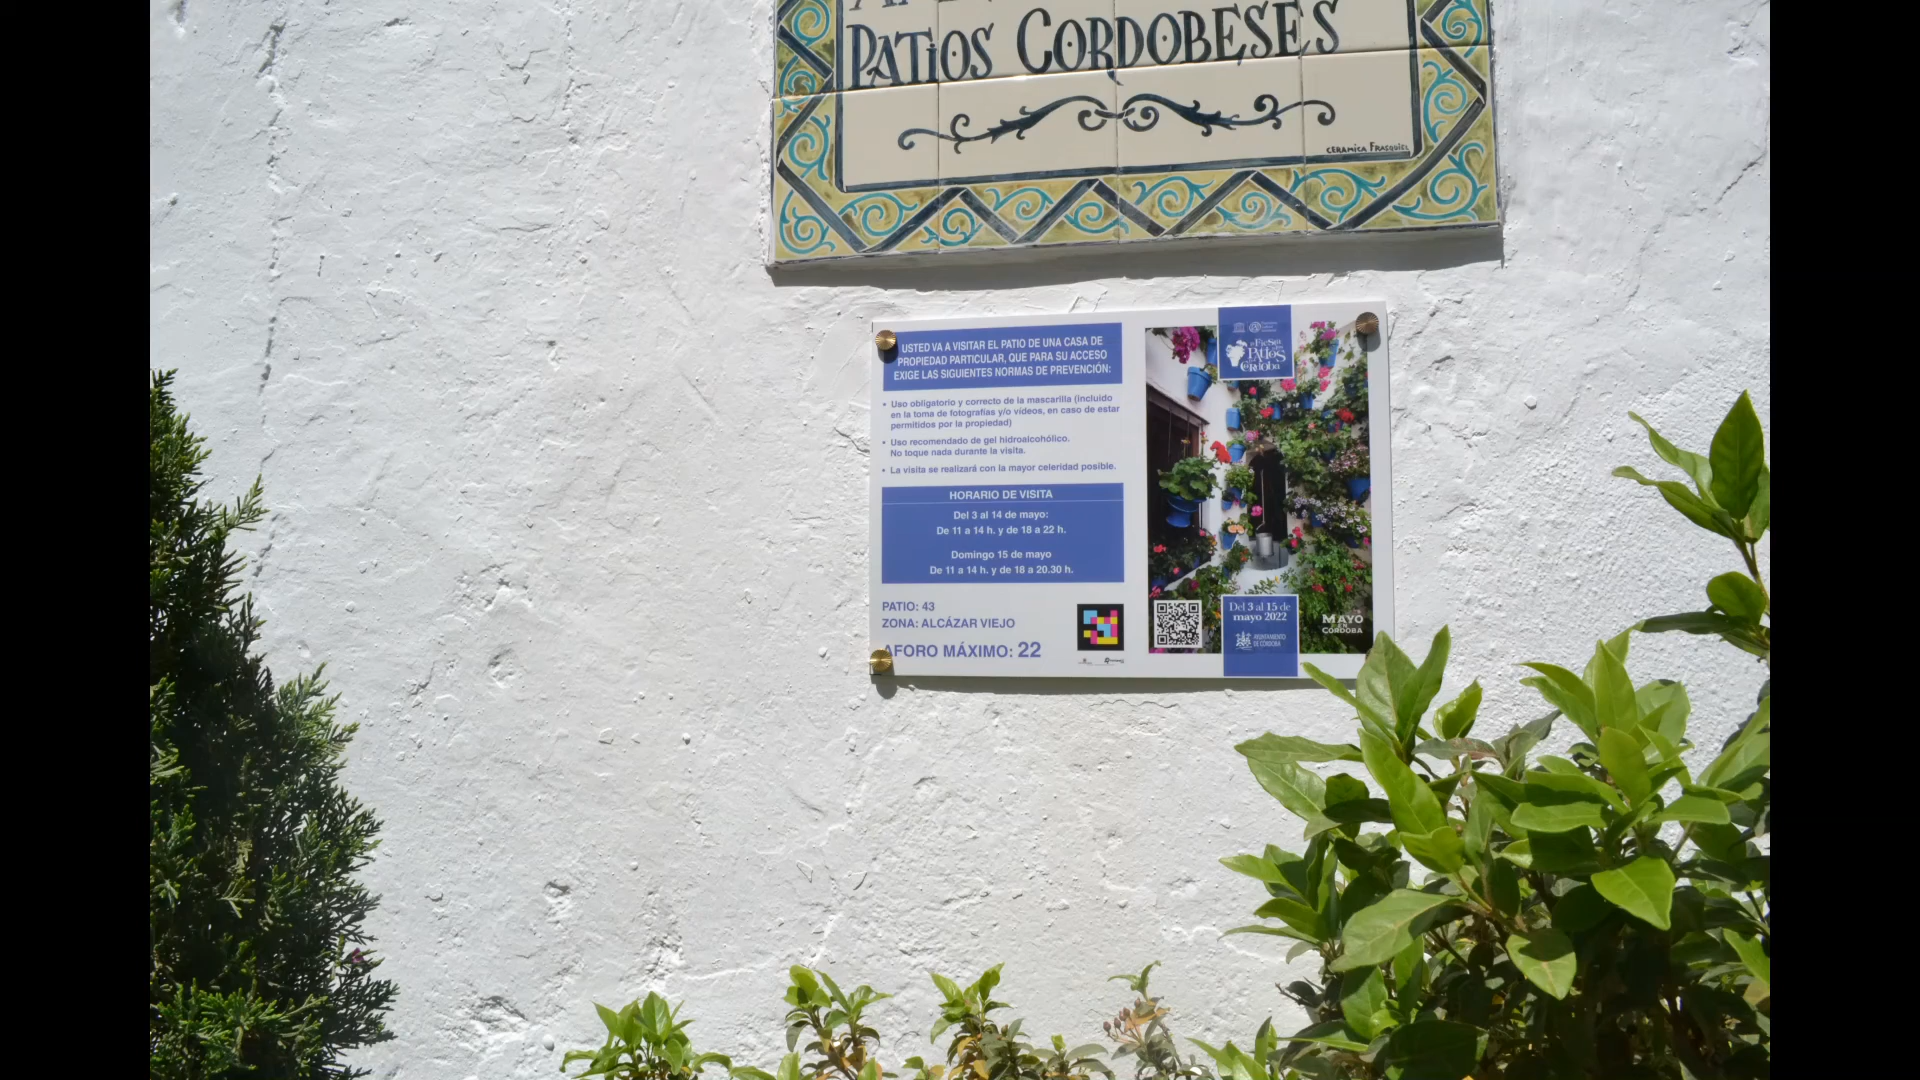 PATIOS CORDOBESES
CERAMICA FRASQUIEL
USTED VA A VISITAR EL PATIO DE UNA CASA DE
PROPIEDAD PARTICULAR, QUE PARA SU ACCESO
EXIGE LAS SIGUIENTES NORMAS DE PREVENCIÓN:
• Uso obligatorio y correcto de la mascarilla (incluido
en la toma de fotografías y/o vídeos, en caso de estar
permitidos por la propiedad)
• Uso recomendado de gel hidroalcohólico.
No toque nada durante la visita.
• La visita se realizará con la mayor celeridad posible.
HORARIO DE VISITA
Del 3 al 14 de mayo:
De 11 a 14 h. y de 18 a 22 h.
Domingo 15 de mayo
De 11 a 14 h. y de 18 a 20.30 h.
PATIO: 43
ZONA: ALCÁZAR VIEJO
AFORO MÁXIMO: 22
Fiesta
Patios
Córdoba
Del 3 al 15 de
mayo 2022
AYUNTAMIENTO
DE CÓRDOBA
MAYO
EN
CÓRDOBA